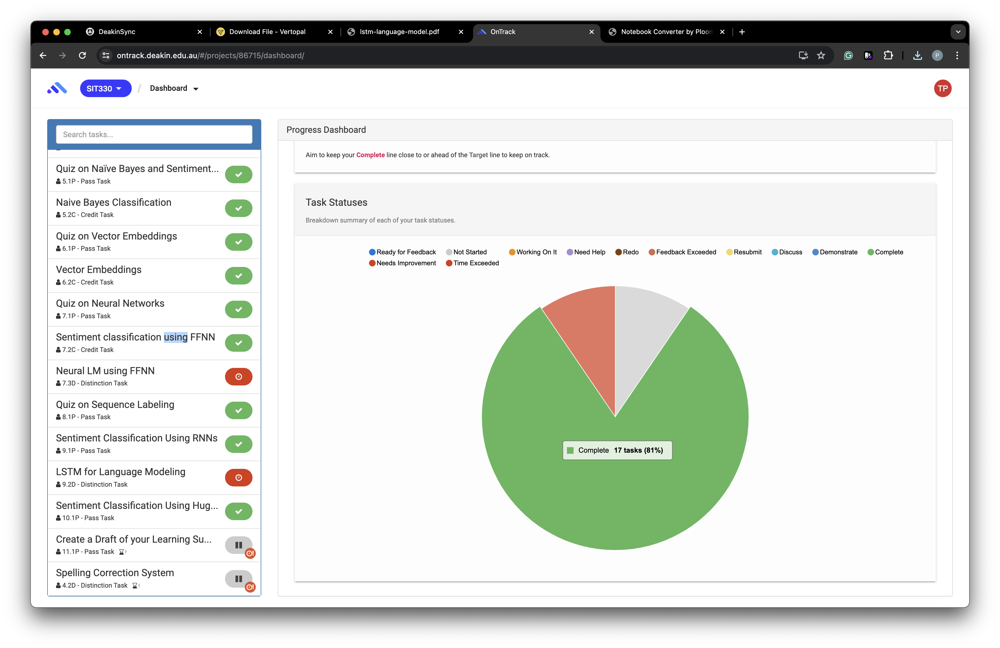 DeakinSync
Download File - Vertopal
lstm-language-model.pdf
OnTrack
Notebook Converter by Ploom
ontrack.deakin.edu.au/#/projects/86715/dashboard/
P
SIT330 / Dashboard
TP
Search tasks...
Quiz on Naïve Bayes and Sentiment...
5.1P - Pass Task
Naive Bayes Classification
5.2C - Credit Task
Quiz on Vector Embeddings
6.1P - Pass Task
Vector Embeddings
6.2C - Credit Task
Quiz on Neural Networks
7.1P - Pass Task
Sentiment classification using FFNN
7.2C - Credit Task
Neural LM using FFNN
7.3D - Distinction Task
Quiz on Sequence Labeling
8.1P - Pass Task
Sentiment Classification Using RNNs
9.1P - Pass Task
LSTM for Language Modeling
9.2D - Distinction Task
Sentiment Classification Using Hug...
10.1P - Pass Task
Create a Draft of your Learning Su...
11.1P - Pass Task !
Spelling Correction System
4.2D - Distinction Task !
Progress Dashboard
Aim to keep your Complete line close to or ahead of the Target line to keep on track.
Task Statuses
Breakdown summary of each of your task statuses.
Ready for Feedback Not Started Working On It Need Help Redo Feedback Exceeded Resubmit Discuss Demonstrate Complete
Needs Improvement Time Exceeded
Complete 17 tasks (81%)